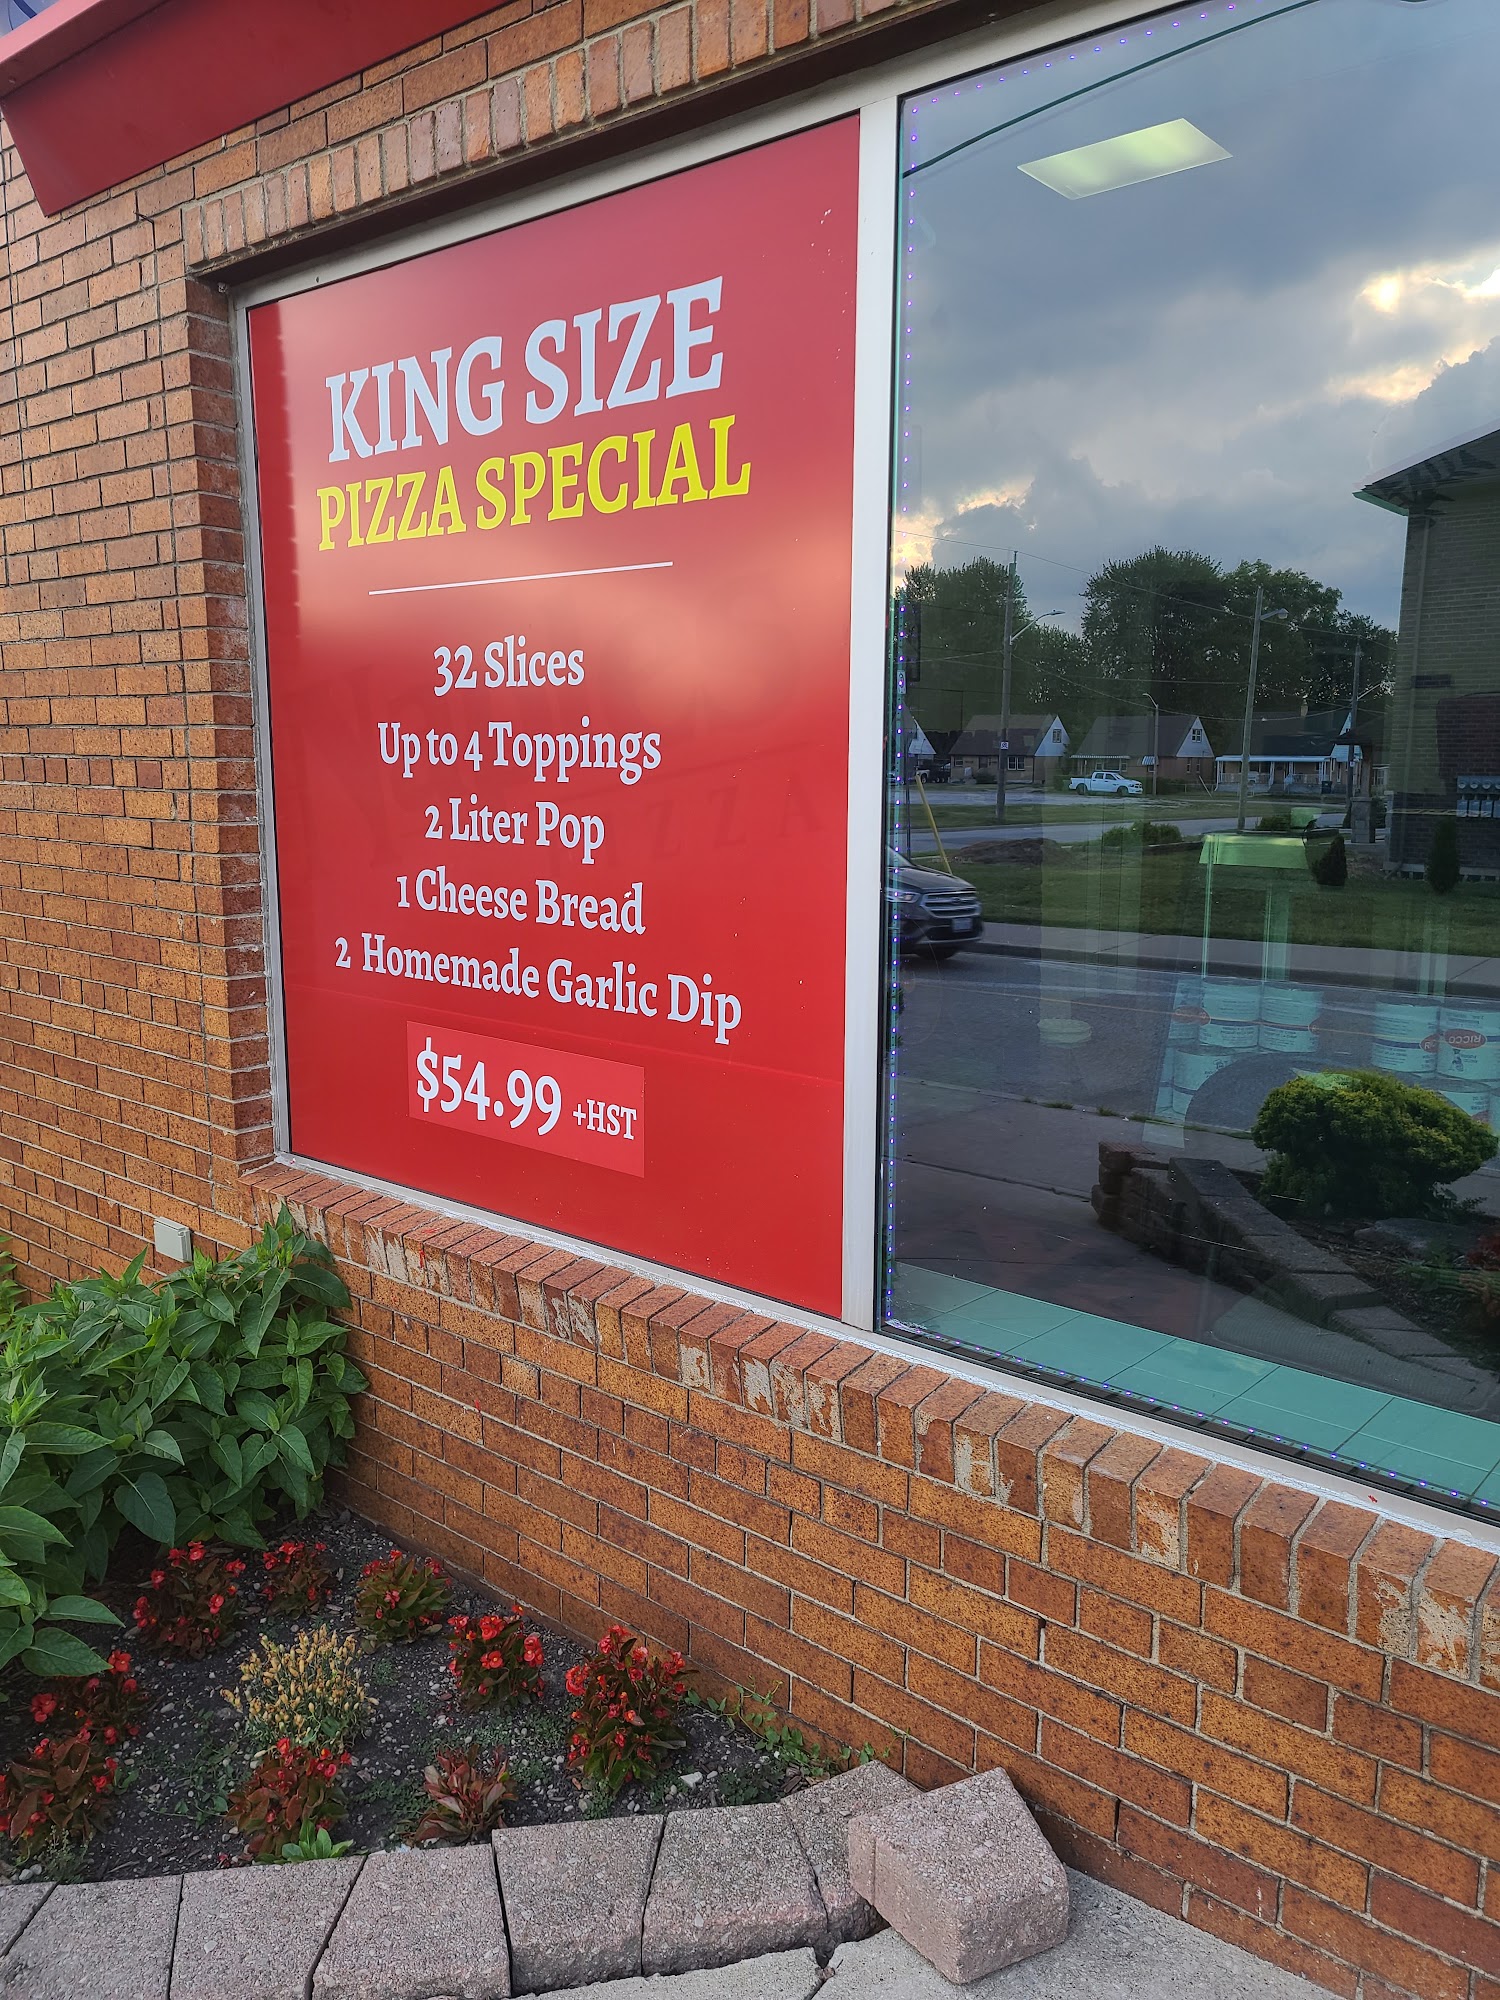 KING SIZE
PIZZA SPECIAL
32 Slices
Up to 4 Toppings
2 Liter Pop
1 Cheese Bread
2 Homemade Garlic Dip
$54.99 +HST
RICCO